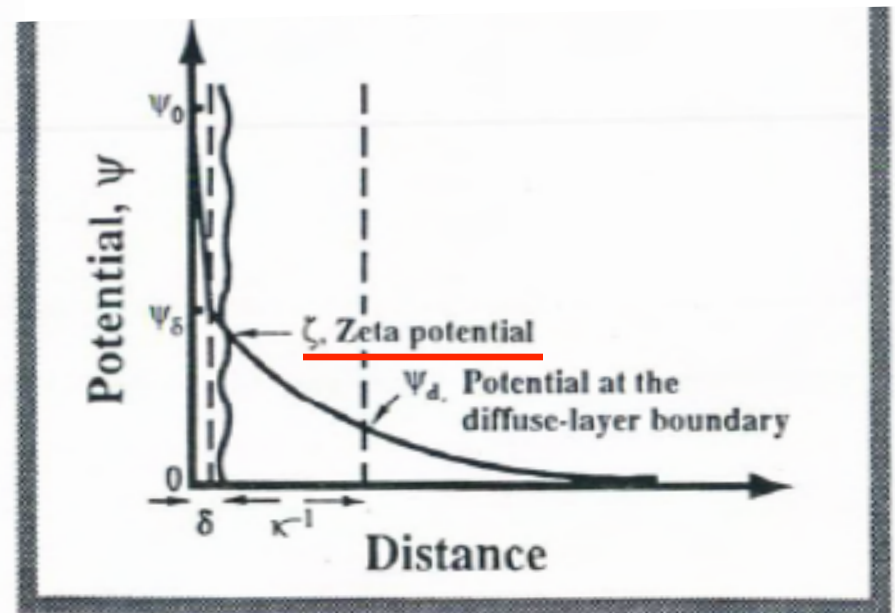 Ψ₀
Potential, Ψ
Ψδ
ζ, Zeta potential
Ψd, Potential at the
diffuse-layer boundary
0
δ
κ⁻¹
Distance